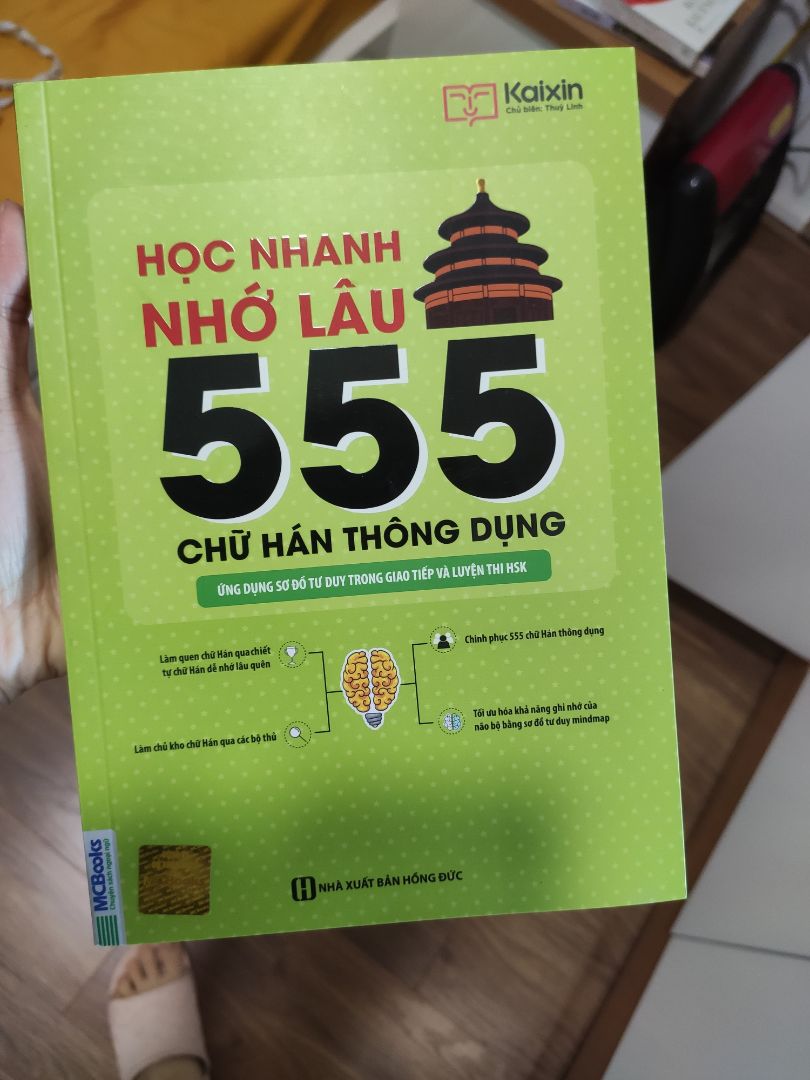 Kaixin
Chủ biên: Thuỳ Linh
HỌC NHANH
NHỚ LÂU
555
CHỮ HÁN THÔNG DỤNG
ỨNG DỤNG SƠ ĐỒ TƯ DUY TRONG GIAO TIẾP VÀ LUYỆN THI HSK
Làm quen chữ Hán qua chiết
tự chữ Hán dễ nhớ lâu quên
Chinh phục 555 chữ Hán thông dụng
Làm chủ kho chữ Hán qua các bộ thủ
Tối ưu hóa khả năng ghi nhớ của
não bộ bằng sơ đồ tư duy mindmap
MCBooks
Chuyên sách ngoại ngữ
NHÀ XUẤT BẢN HỒNG ĐỨC